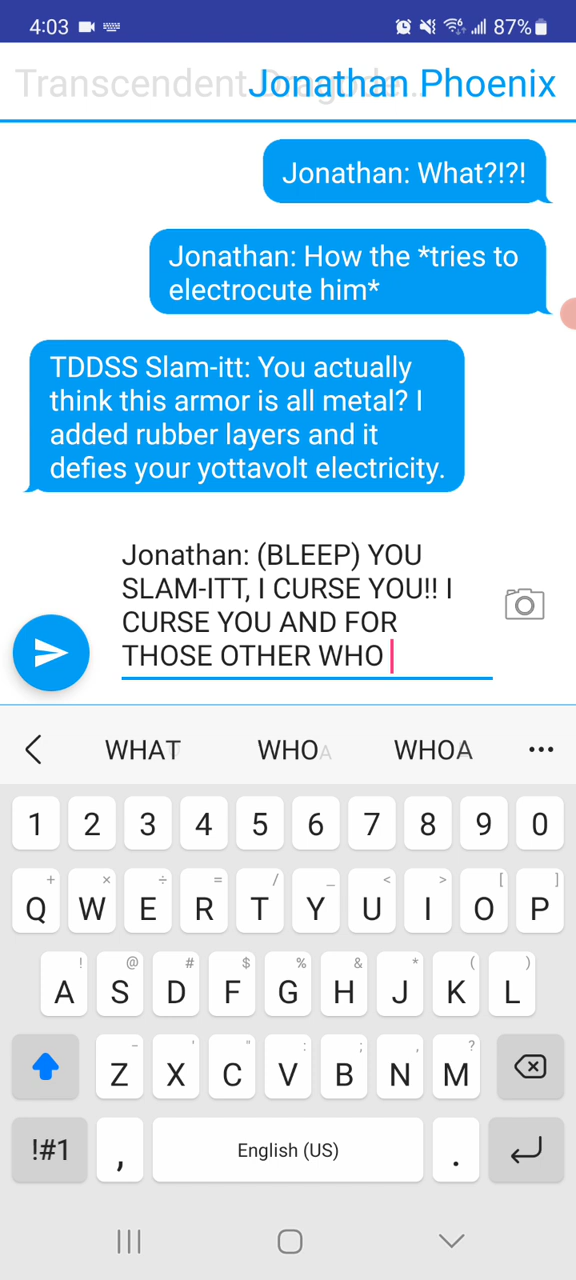 4:03 87%
Transcendent Jonathan Phoenix
Jonathan: What?!?!
Jonathan: How the *tries to
electrocute him*
TDDSS Slam-itt: You actually
think this armor is all metal? I
added rubber layers and it
defies your yottavolt electricity.
Jonathan: (BLEEP) YOU
SLAM-ITT, I CURSE YOU!! I
CURSE YOU AND FOR
THOSE OTHER WHO
WHAT WHOA WHOA •••
1 2 3 4 5 6 7 8 9 0
+ × ÷ = / _ < > [ ]
Q W E R T Y U I O P
! @ # $ % & * ( )
A S D F G H J K L
- ' " : ; , ?
Z X C V B N M
!#1 , English (US) .